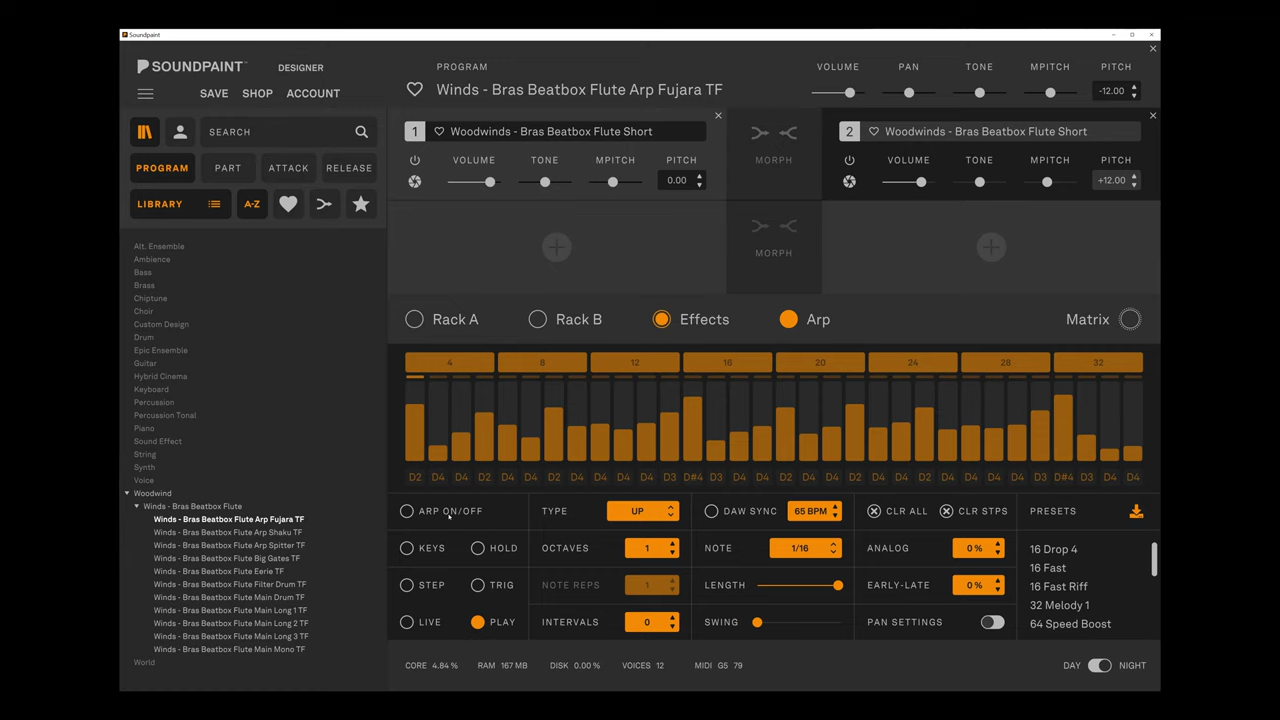 Soundpaint
SOUNDPAINT
DESIGNER
SAVE SHOP ACCOUNT
SEARCH
PROGRAM PART ATTACK RELEASE
LIBRARY A-Z
Alt. Ensemble
Ambience
Bass
Brass
Chiptune
Choir
Custom Design
Drum
Epic Ensemble
Guitar
Hybrid Cinema
Keyboard
Percussion
Percussion Tonal
Piano
Sound Effect
String
Synth
Voice
Woodwind
Winds - Bras Beatbox Flute
Winds - Bras Beatbox Flute Arp Fujara TF
Winds - Bras Beatbox Flute Arp Shaku TF
Winds - Bras Beatbox Flute Arp Spitter TF
Winds - Bras Beatbox Flute Big Gates TF
Winds - Bras Beatbox Flute Eerie TF
Winds - Bras Beatbox Flute Filter Drum TF
Winds - Bras Beatbox Flute Main Drum TF
Winds - Bras Beatbox Flute Main Long 1 TF
Winds - Bras Beatbox Flute Main Long 2 TF
Winds - Bras Beatbox Flute Main Long 3 TF
Winds - Bras Beatbox Flute Main Mono TF
World
PROGRAM
Winds - Bras Beatbox Flute Arp Fujara TF
VOLUME PAN TONE MPITCH PITCH
-12.00
1 Woodwinds - Bras Beatbox Flute Short
VOLUME TONE MPITCH PITCH
0.00
MORPH
2 Woodwinds - Bras Beatbox Flute Short
VOLUME TONE MPITCH PITCH
+12.00
MORPH
Rack A Rack B Effects Arp Matrix
4 8 12 16 20 24 28 32
D2 D4 D4 D2 D4 D4 D2 D4 D4 D4 D4 D3 D#4 D3 D4 D4 D2 D4 D4 D2 D4 D4 D2 D4 D4 D4 D4 D3 D#4 D3 D4 D4
ARP ON/OFF TYPE UP DAW SYNC 65 BPM CLR ALL CLR STPS PRESETS
KEYS HOLD OCTAVES 1 NOTE 1/16 ANALOG 0 %
STEP TRIG NOTE REPS 1 LENGTH EARLY-LATE 0 %
LIVE PLAY INTERVALS 0 SWING PAN SETTINGS
16 Drop 4
16 Fast
16 Fast Riff
32 Melody 1
64 Speed Boost
CORE 4.84 % RAM 167 MB DISK 0.00 % VOICES 12 MIDI G5 79 DAY NIGHT